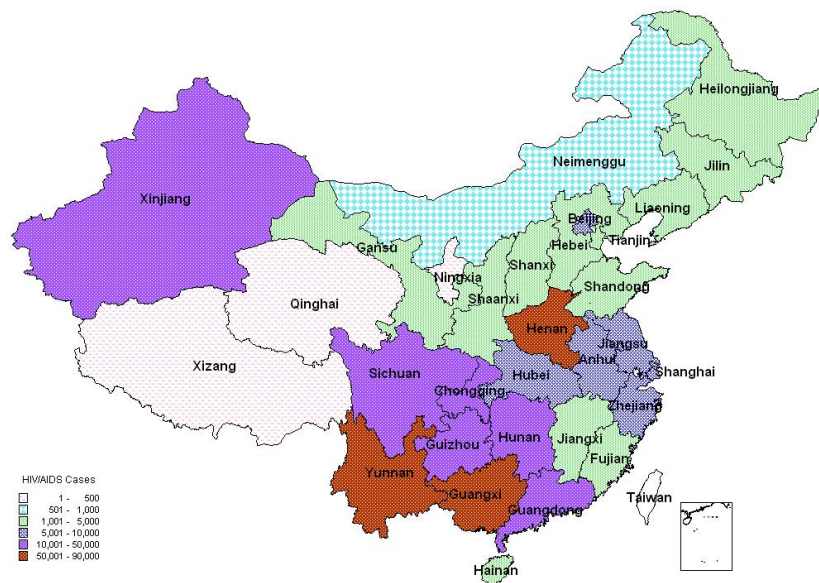 Heilongjiang
Neimenggu
Jilin
Xinjiang
Liaoning
Beijing
Gansu
Hebei
Tianjin
Ningxia
Shanxi
Shandong
Shaanxi
Qinghai
Henan
Jiangsu
Anhui
Xizang
Hubei
Shanghai
Sichuan
Chongqing
Zhejiang
Guizhou
Hunan
Jiangxi
Fujian
Yunnan
Guangxi
Taiwan
Guangdong
Hainan
HIV/AIDS Cases
1 - 500
501 - 1,000
1,001 - 5,000
5,001 - 10,000
10,001 - 50,000
50,001 - 90,000